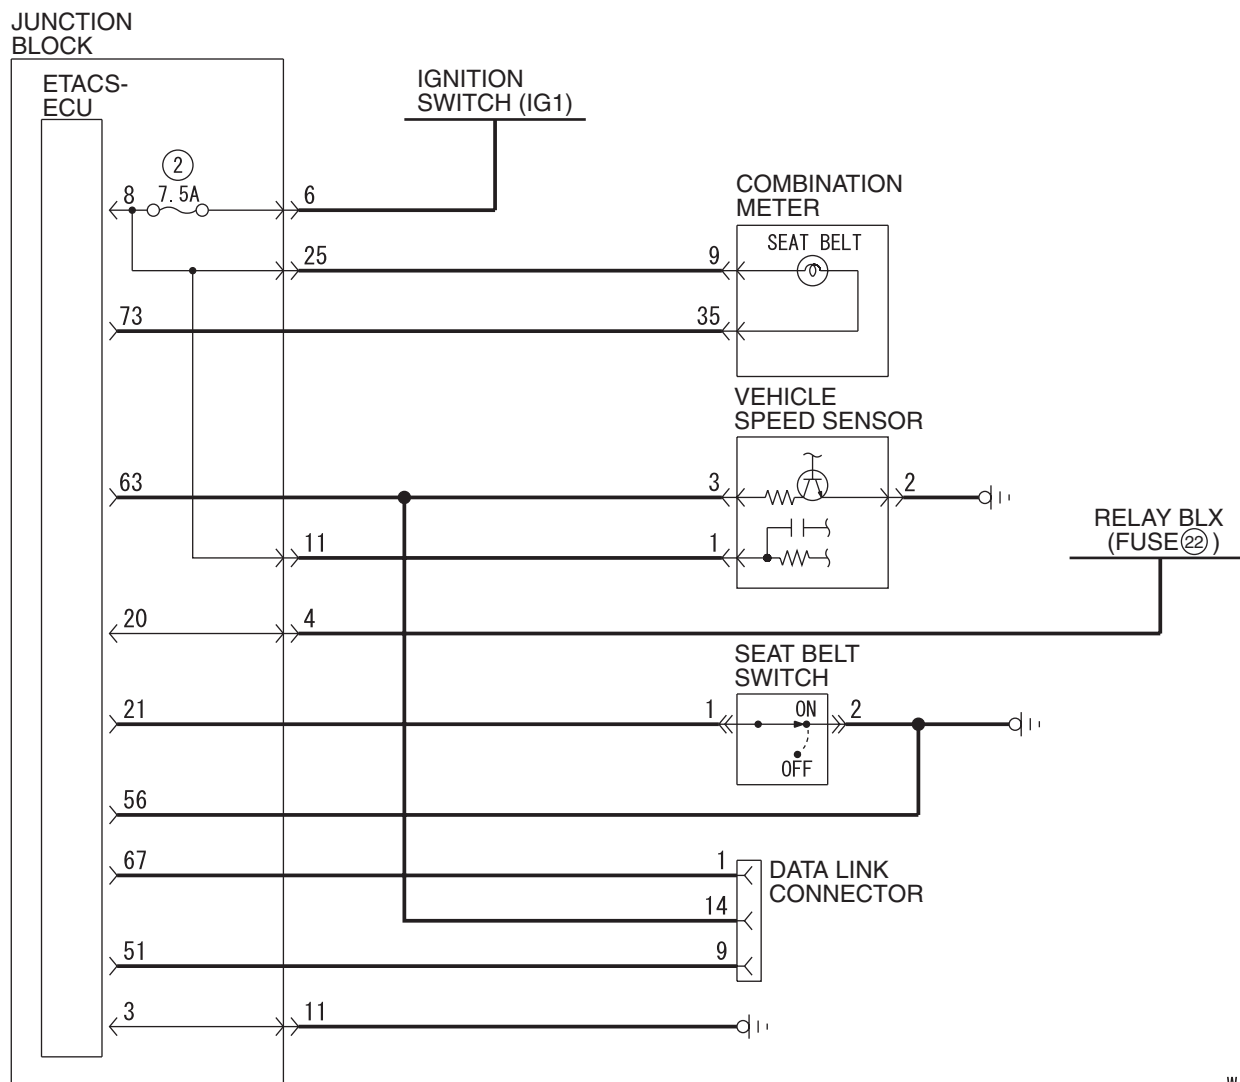 JUNCTION
BLOCK
ETACS-
ECU
IGNITION
SWITCH (IG1)
2
8 7.5A 6
COMBINATION
METER
SEAT BELT
25 9
73 35
VEHICLE
SPEED SENSOR
63 3 2
RELAY BLX
(FUSE 22)
11 1
20 4
SEAT BELT
SWITCH
21 1 ON 2
OFF
56
67 1 DATA LINK
CONNECTOR
14
51 9
3 11
W